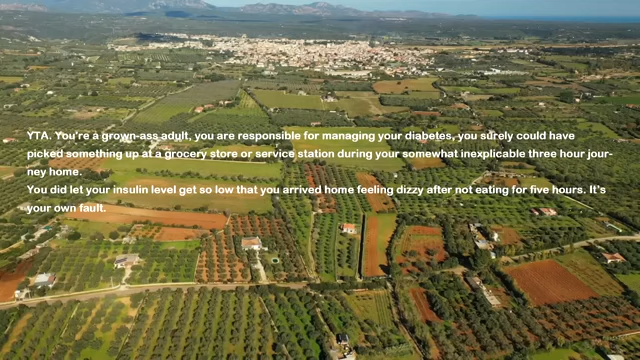 YTA. You're a grown-ass adult, you are responsible for managing your diabetes, you surely could have
picked something up at a grocery store or service station during your somewhat inexplicable three hour jour-
ney home.
You did let your insulin level get so low that you arrived home feeling dizzy after not eating for five hours. It's
your own fault.